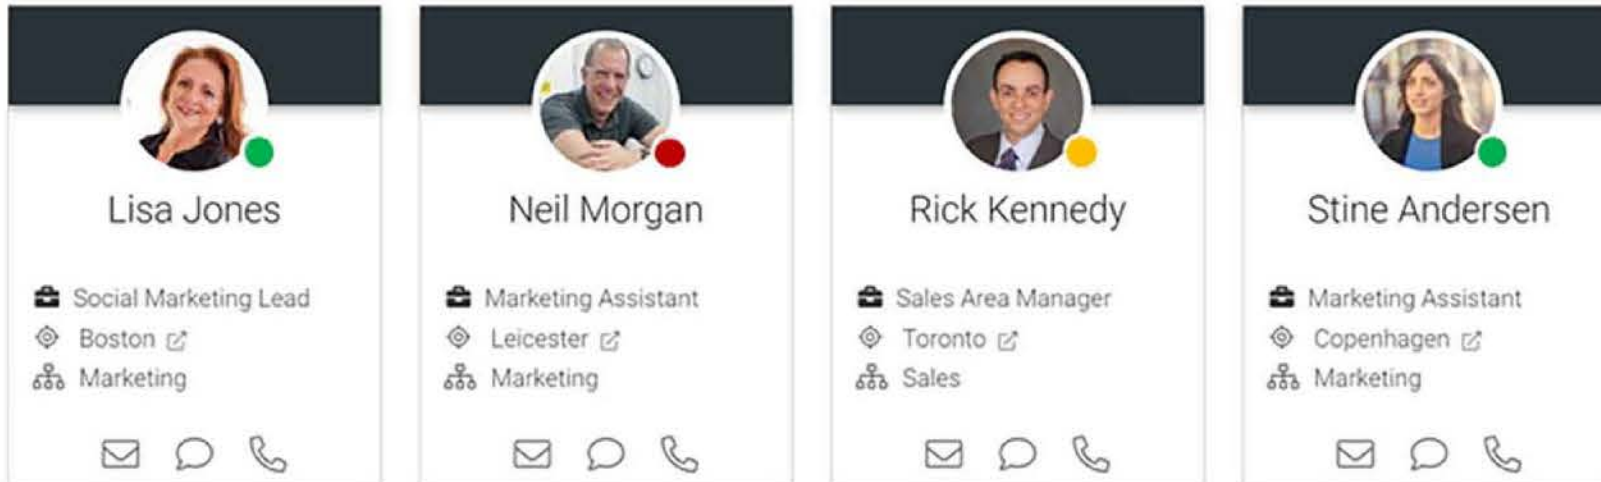 Lisa Jones
Social Marketing Lead
Boston
Marketing
Neil Morgan
Marketing Assistant
Leicester
Marketing
Rick Kennedy
Sales Area Manager
Toronto
Sales
Stine Andersen
Marketing Assistant
Copenhagen
Marketing